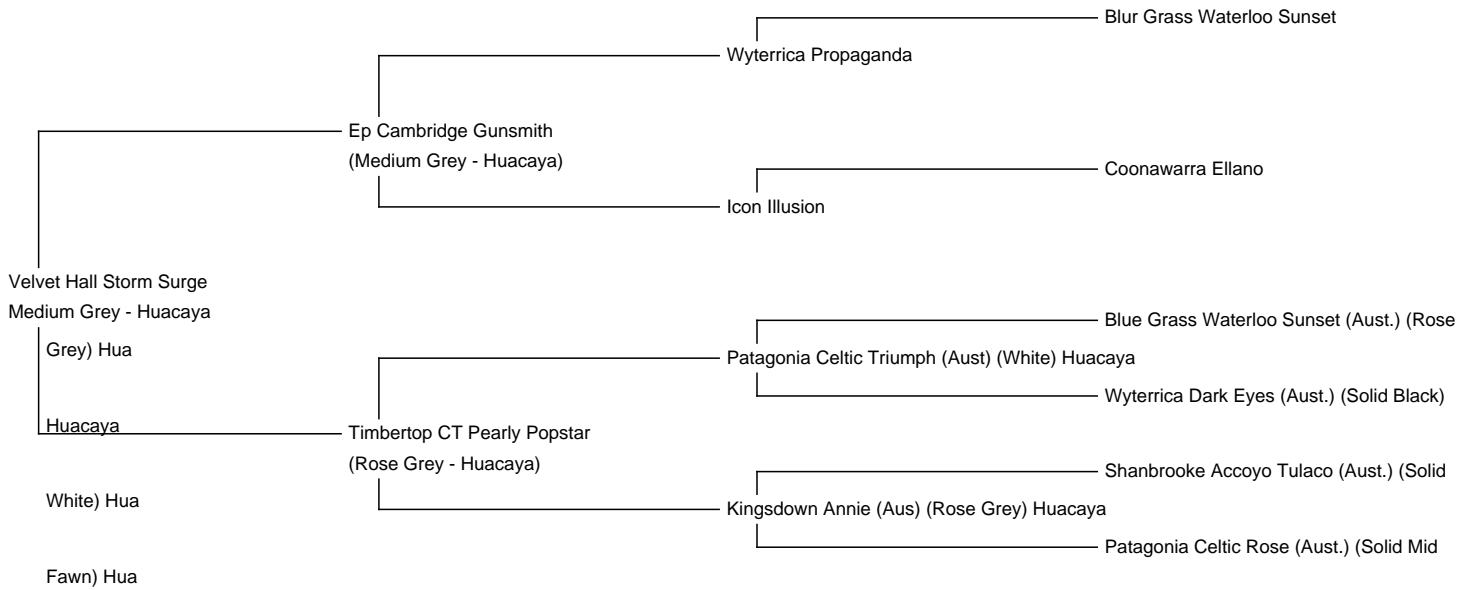 Blur Grass Waterloo Sunset
Wyterrica Propaganda
Ep Cambridge Gunsmith
(Medium Grey - Huacaya)
Coonawarra Ellano
Icon Illusion
Velvet Hall Storm Surge
Medium Grey - Huacaya
Blue Grass Waterloo Sunset (Aust.) (Rose
Grey) Hua
Patagonia Celtic Triumph (Aust) (White) Huacaya
Wyterrica Dark Eyes (Aust.) (Solid Black)
Huacaya
Timbertop CT Pearly Popstar
(Rose Grey - Huacaya)
Shanbrooke Accoyo Tulaco (Aust.) (Solid
White) Hua
Kingsdown Annie (Aus) (Rose Grey) Huacaya
Patagonia Celtic Rose (Aust.) (Solid Mid
Fawn) Hua